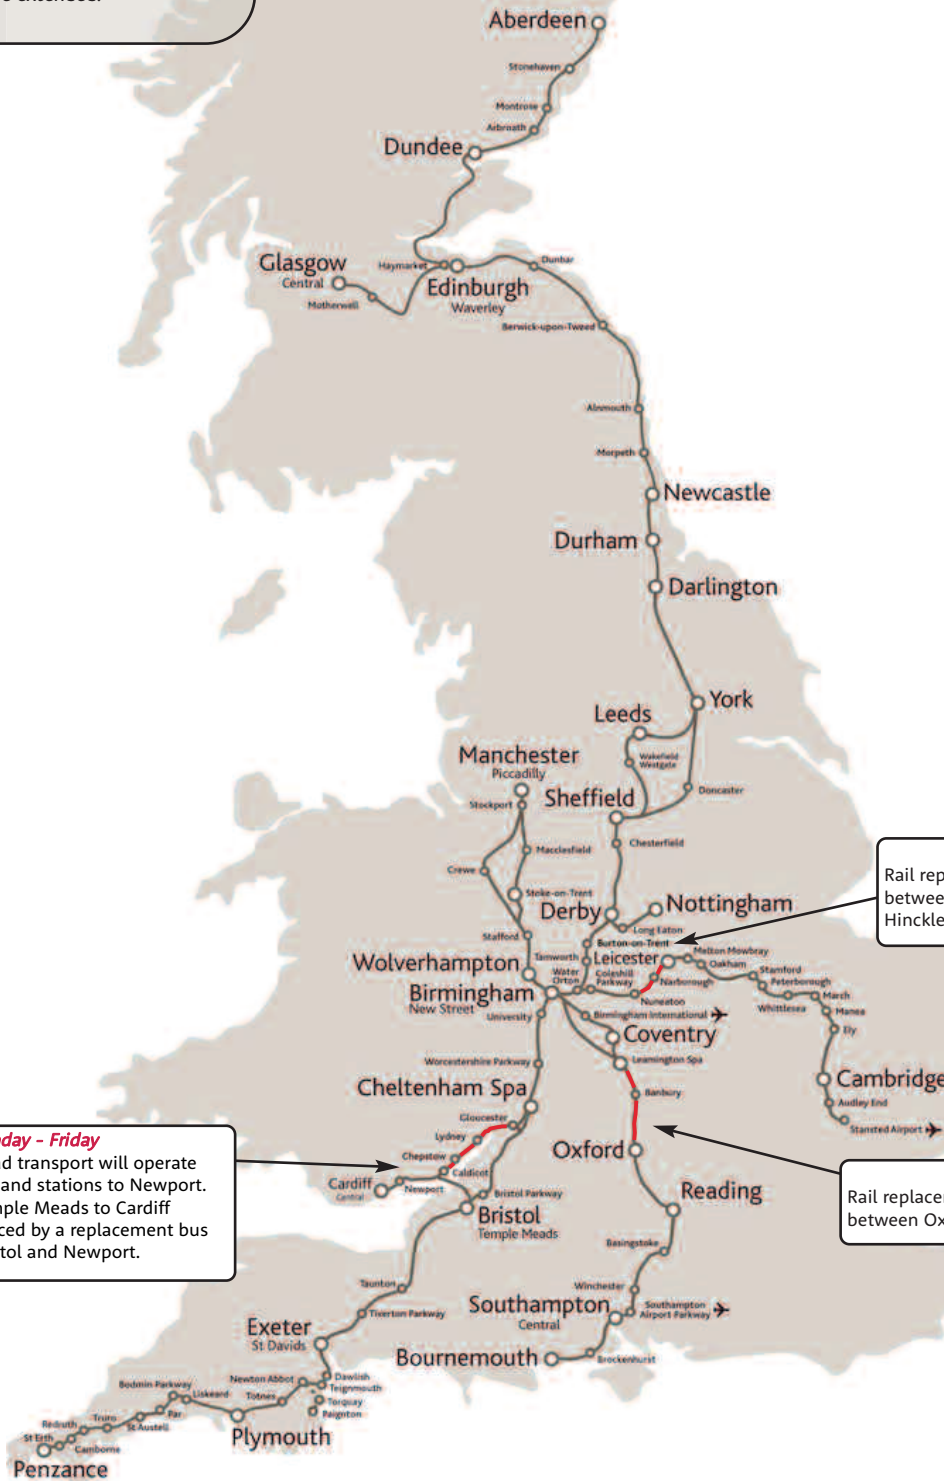 Aberdeen
Stonehaven
Montrose
Arbroath
Dundee
Glasgow
Central
Haymarket
Dunbar
Edinburgh
Waverley
Motherwell
Berwick-upon-Tweed
Alnmouth
Morpeth
Newcastle
Durham
Darlington
York
Leeds
Wakefield
Westgate
Manchester
Piccadilly
Stockport
Sheffield
Doncaster
Macclesfield
Chesterfield
Crewe
Stoke-on-Trent
Rail rep
between
Hinckle
Derby
Nottingham
Long Eaton
Stafford
Burton-on-Trent
Wolverhampton
Tamworth
Leicester
Melton Mowbray
Oakham
Water
Orton
Coleshill
Parkway
Narborough
Stamford
Peterborough
Birmingham
New Street
Nuneaton
Whittlesea
March
Manea
University
Birmingham International
Ely
Coventry
Worcestershire Parkway
Leamington Spa
Cheltenham Spa
Banbury
Cambridge
Audley End
Gloucester
Stansted Airport
Lydney
day - Friday
d transport will operate
and stations to Newport.
mple Meads to Cardiff
ced by a replacement bus
tol and Newport.
Chepstow
Caldicot
Oxford
Cardiff
Central
Newport
Bristol Parkway
Bristol
Temple Meads
Reading
Rail replacem
between Ox
Basingstoke
Taunton
Winchester
Tiverton Parkway
Southampton
Central
Southampton
Airport Parkway
Exeter
St Davids
Bournemouth
Brockenhurst
Bodmin Parkway
Newton Abbot
Dawlish
Teignmouth
Liskeard
Totnes
Torquay
Paignton
Redruth
Truro
Par
St Austell
St Erth
Camborne
Plymouth
Penzance